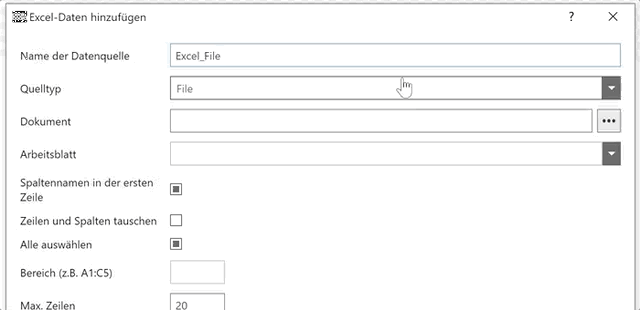 Excel-Daten hinzufügen
?
Name der Datenquelle
Excel_File
Quelltyp
File
Dokument
...
Arbeitsblatt
Spaltennamen in der ersten
Zeile
Zeilen und Spalten tauschen
Alle auswählen
Bereich (z.B. A1:C5)
Max. Zeilen
20